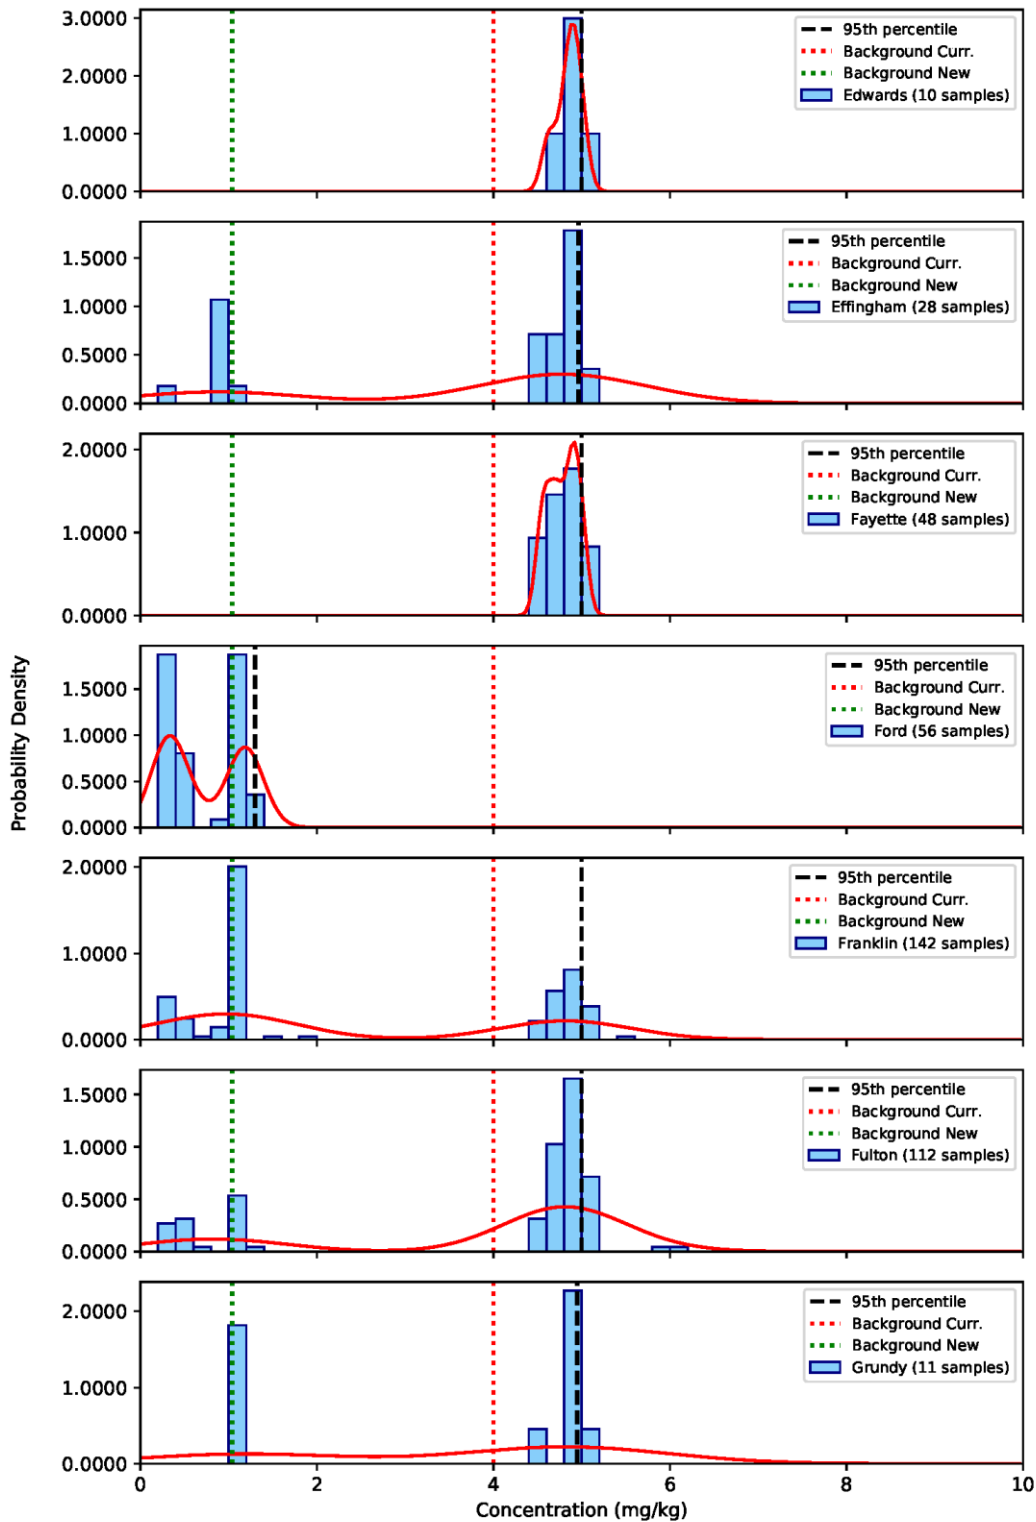 3.0000
2.0000
1.0000
0.0000
95th percentile
Background Curr.
Background New
Edwards (10 samples)
1.5000
1.0000
0.5000
0.0000
95th percentile
Background Curr.
Background New
Effingham (28 samples)
2.0000
1.0000
0.0000
95th percentile
Background Curr.
Background New
Fayette (48 samples)
Probability Density
1.5000
1.0000
0.5000
0.0000
95th percentile
Background Curr.
Background New
Ford (56 samples)
2.0000
1.0000
0.0000
95th percentile
Background Curr.
Background New
Franklin (142 samples)
1.5000
1.0000
0.5000
0.0000
95th percentile
Background Curr.
Background New
Fulton (112 samples)
2.0000
1.0000
0.0000
95th percentile
Background Curr.
Background New
Grundy (11 samples)
0 2 4 6 8 10
Concentration (mg/kg)